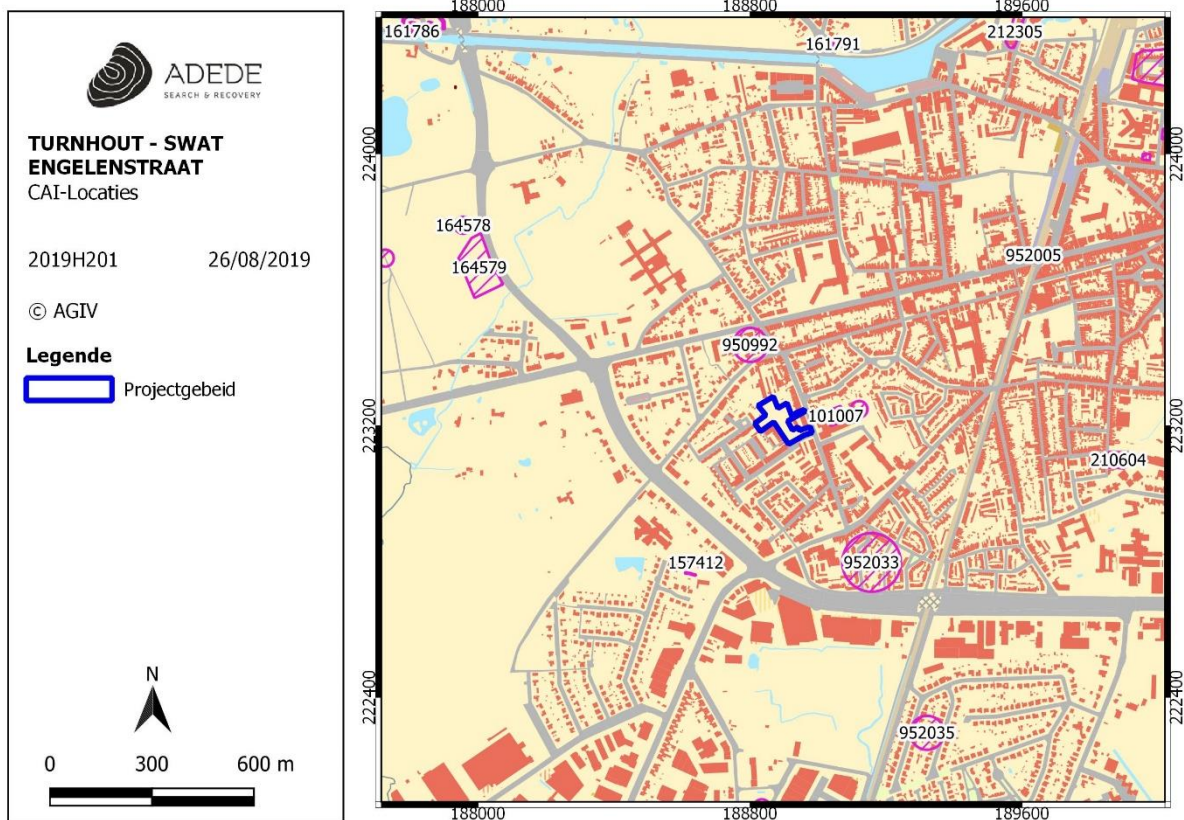 ADEDE
SEARCH & RECOVERY
TURNHOUT - SWAT
ENGELENSTRAAT
CAI-Locaties
2019H201 26/08/2019
© AGIV
Legende
Projectgebeid
N
0 300 600 m
188000 188800 189600
161786
161791
212305
224000
224000
164578
164579
952005
950992
101007
223200
223200
210604
157412
952033
222400
222400
952035
188000 188800 189600